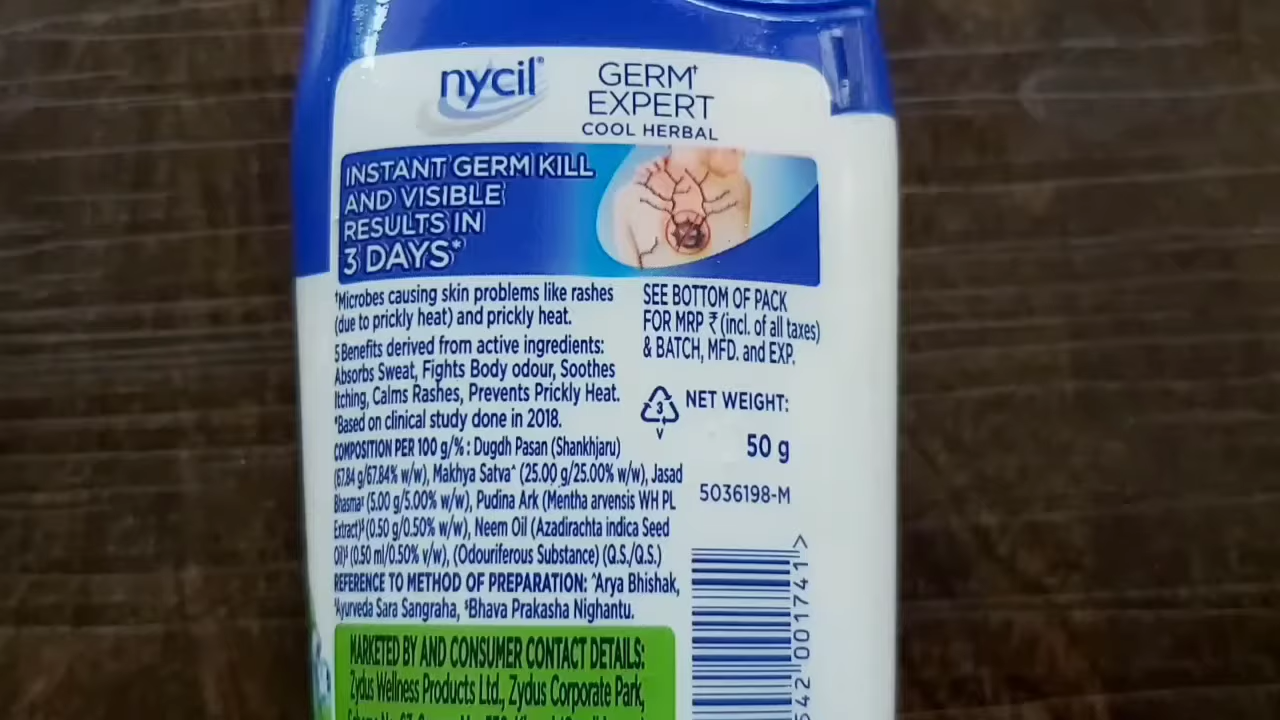 nycil®
GERM†
EXPERT
COOL HERBAL
INSTANT GERM KILL
AND VISIBLE
RESULTS IN
3 DAYS*
†Microbes causing skin problems like rashes
(due to prickly heat) and prickly heat.
5 Benefits derived from active ingredients:
Absorbs Sweat, Fights Body odour, Soothes
Itching, Calms Rashes, Prevents Prickly Heat.
*Based on clinical study done in 2018.
COMPOSITION PER 100 g/% : Dugdh Pasan (Shankhjaru)
(67.84 g/67.84% w/w), Makhya Satva^ (25.00 g/25.00% w/w), Jasad
Bhasma (5.00 g/5.00% w/w), Pudina Ark (Mentha arvensis WH PL
Extract) (0.50 g/0.50% w/w), Neem Oil (Azadirachta indica Seed
Oil) (0.50 ml/0.50% v/w), (Odouriferous Substance) (Q.S./Q.S.)
REFERENCE TO METHOD OF PREPARATION: ^Arya Bhishak,
Ayurveda Sara Sangraha, $Bhava Prakasha Nighantu.
MARKETED BY AND CONSUMER CONTACT DETAILS:
Zydus Wellness Products Ltd., Zydus Corporate Park,
SEE BOTTOM OF PACK
FOR MRP ₹ (incl. of all taxes)
& BATCH, MFD. and EXP.
3
V
NET WEIGHT:
50 g
5036198-M
542 001741 >